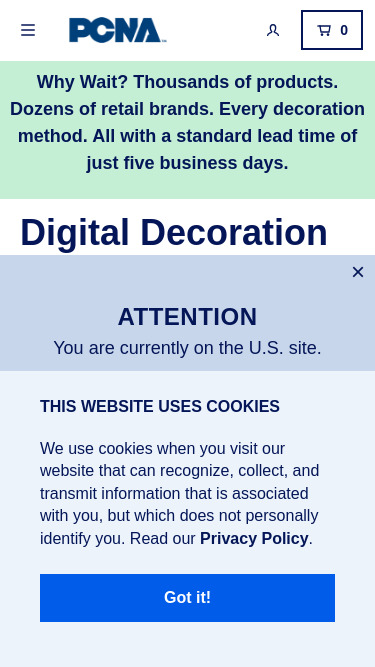 PCNA
0
Why Wait? Thousands of products.
Dozens of retail brands. Every decoration
method. All with a standard lead time of
just five business days.
Digital Decoration
ATTENTION
You are currently on the U.S. site.
THIS WEBSITE USES COOKIES
We use cookies when you visit our
website that can recognize, collect, and
transmit information that is associated
with you, but which does not personally
identify you. Read our Privacy Policy.
Got it!